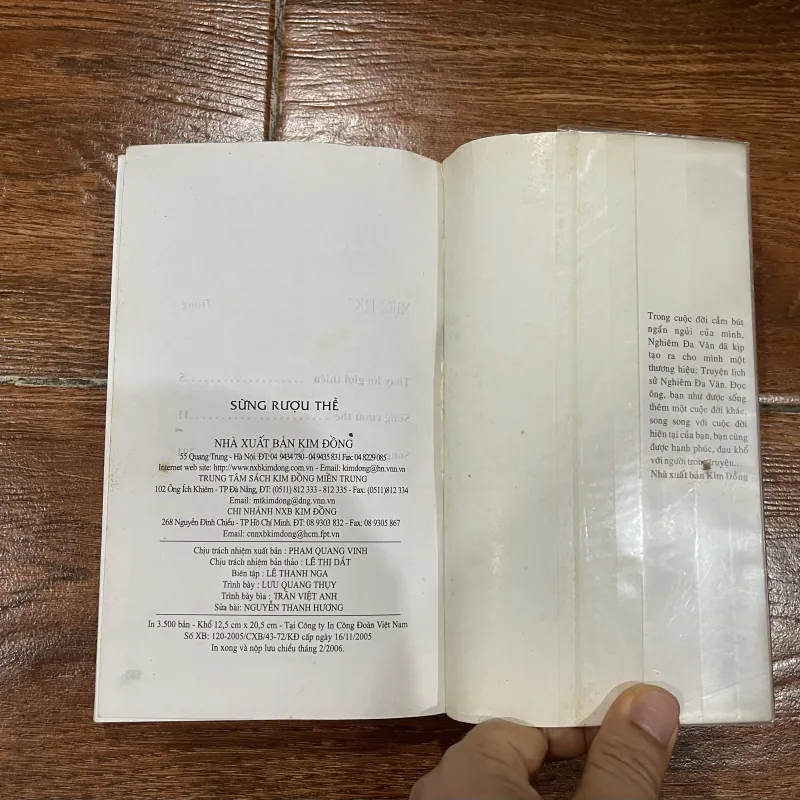 SỪNG RƯỢU THỀ
NHÀ XUẤT BẢN KIM ĐỒNG
55 Quang Trung - Hà Nội. ĐT: 04 9434 730 - 04 9435 831 Fax: 04 8229 085
Internet web site: http://www.nxbkimdong.com.vn - Email: kimdong@hn.vnn.vn
TRUNG TÂM SÁCH KIM ĐỒNG MIỀN TRUNG
102 Ông Ích Khiêm - TP Đà Nẵng, ĐT: (0511) 812 333 - 812 335 - Fax: (0511)812 334
Email: mtkimdong@dng.vnn.vn
CHI NHÁNH NXB KIM ĐỒNG
268 Nguyễn Đình Chiểu - TP Hồ Chí Minh. ĐT: 08 9303 832 - Fax: 08 9305 867
Email: cnnxbkimdong@hcm.fpt.vn
Chịu trách nhiệm xuất bản : PHẠM QUANG VINH
Chịu trách nhiệm bản thảo : LÊ THỊ DẮT
Biên tập : LÊ THANH NGA
Trình bày : LƯU QUANG THUỴ
Trình bày bìa : TRẦN VIỆT ANH
Sửa bài: NGUYỄN THANH HƯƠNG
In 3.500 bản - Khổ 12,5 cm x 20,5 cm - Tại Công ty In Công Đoàn Việt Nam
Số XB: 120-2005/CXB/43-72/KĐ cấp ngày 16/11/2005
In xong và nộp lưu chiểu tháng 2/2006.
Trong cuộc đời cầm bút
ngắn ngủi của mình,
Nghiêm Đa Văn đã kịp
tạo ra cho mình một
thương hiệu: Truyện lịch
sử Nghiêm Đa Văn. Đọc
ông, bạn như được sống
thêm một cuộc đời khác,
song song với cuộc đời
hiện tại của bạn, bạn cùng
được hạnh phúc, đau khổ
với người trong truyện...
Nhà xuất bản Kim Đồng